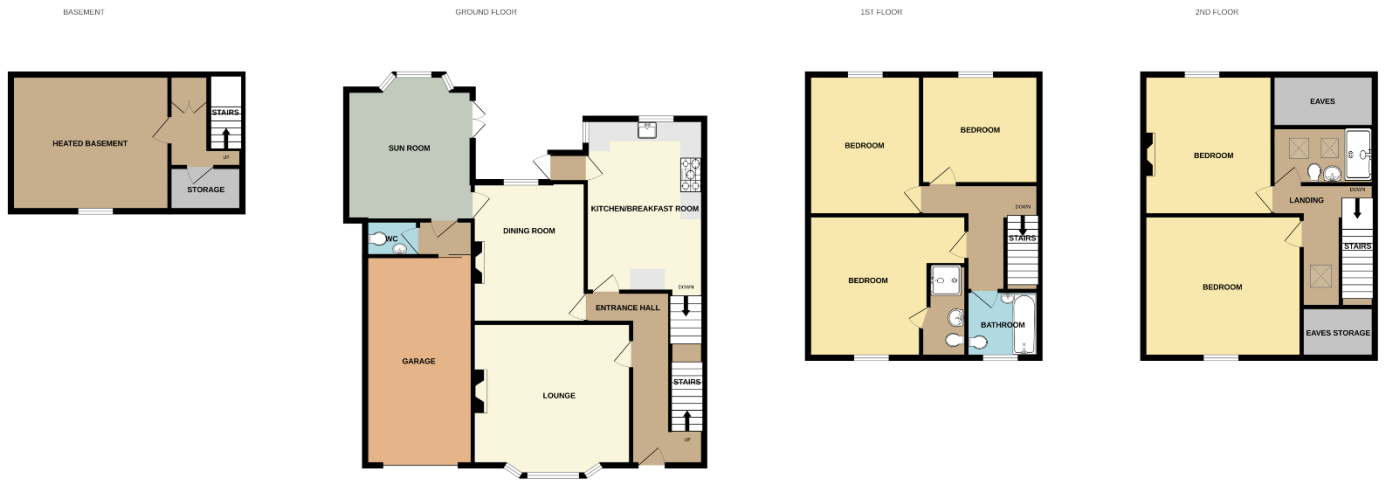 BASEMENT
GROUND FLOOR
1ST FLOOR
2ND FLOOR
HEATED BASEMENT
STAIRS
UP
STORAGE
SUN ROOM
WC
DINING ROOM
KITCHEN/BREAKFAST ROOM
DOWN
ENTRANCE HALL
GARAGE
LOUNGE
STAIRS
UP
BEDROOM
BEDROOM
DOWN
STAIRS
BEDROOM
BATHROOM
EAVES
BEDROOM
DOWN
LANDING
STAIRS
BEDROOM
EAVES STORAGE